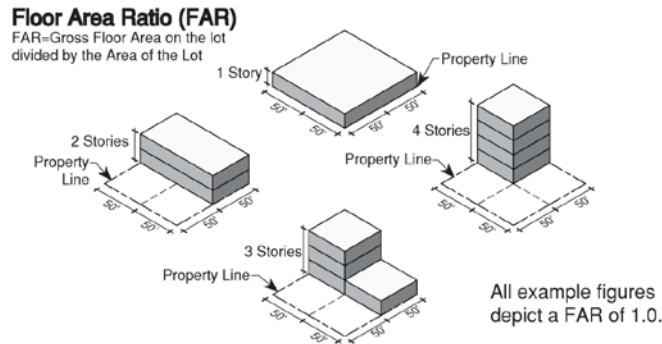 Floor Area Ratio (FAR)
FAR=Gross Floor Area on the lot
divided by the Area of the Lot
1 Story
Property Line
50'
50'
50'
50'
2 Stories
Property
Line
50'
50'
50'
50'
4 Stories
Property Line
50'
50'
50'
50'
3 Stories
Property Line
50'
50'
50'
50'
All example figures
depict a FAR of 1.0.